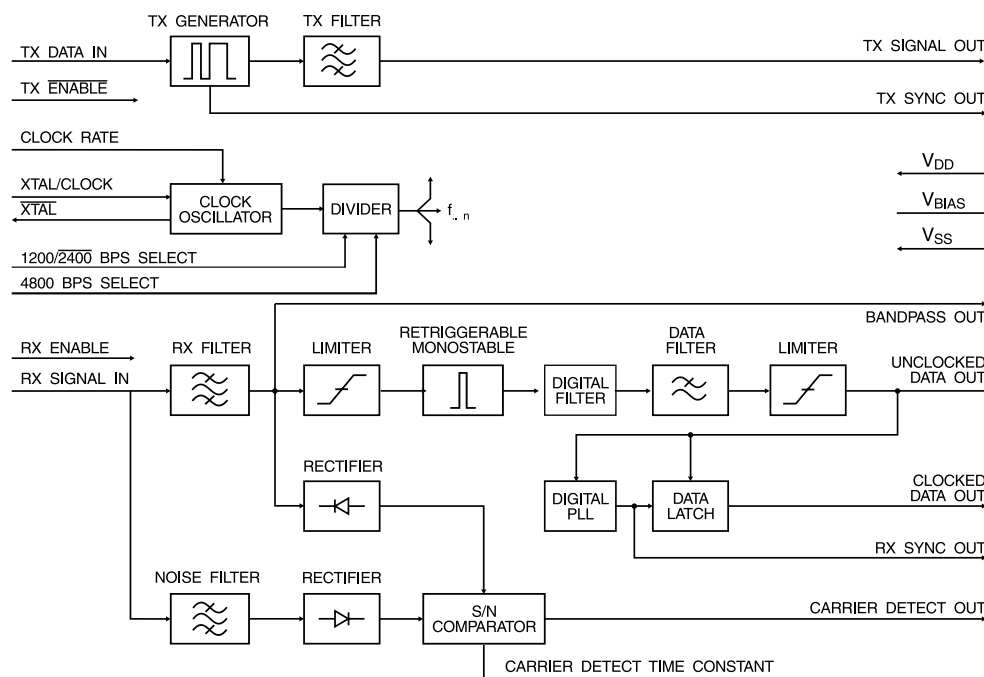 TX GENERATOR
TX FILTER
TX DATA IN
TX SIGNAL OUT
TX ENABLE
TX SYNC OUT
CLOCK RATE
XTAL/CLOCK
XTAL
CLOCK
OSCILLATOR
DIVIDER
f.. n
VDD
VBIAS
VSS
1200/2400 BPS SELECT
4800 BPS SELECT
BANDPASS OUT
RX ENABLE
RX SIGNAL IN
RX FILTER
LIMITER
RETRIGGERABLE
MONOSTABLE
DIGITAL
FILTER
DATA
FILTER
LIMITER
UNCLOCKED
DATA OUT
RECTIFIER
DIGITAL
PLL
DATA
LATCH
CLOCKED
DATA OUT
RX SYNC OUT
NOISE FILTER
RECTIFIER
S/N
COMPARATOR
CARRIER DETECT OUT
CARRIER DETECT TIME CONSTANT